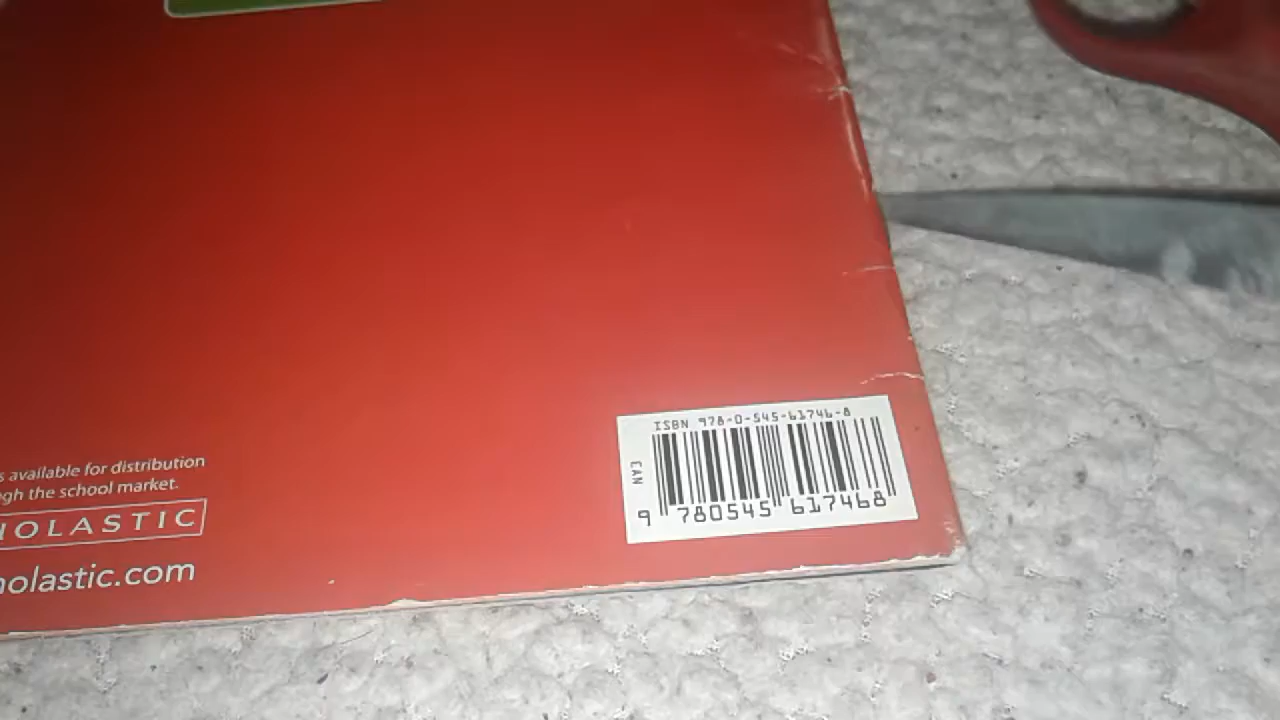 s available for distribution
gh the school market.
HOLASTIC
holastic.com
ISBN 978-0-545-61746-8
CAN
9 780545 617468